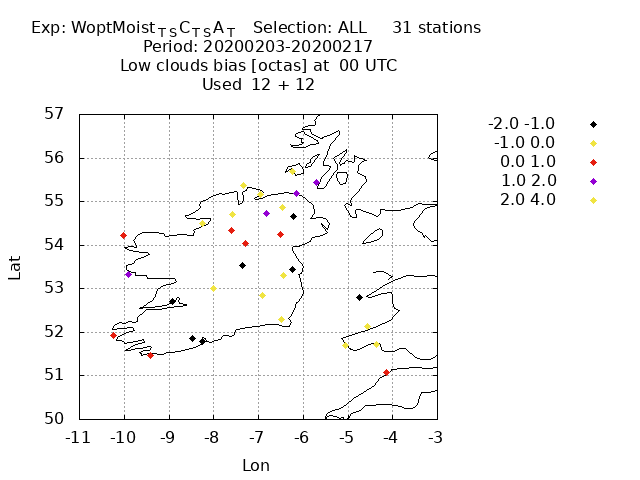 Exp: WoptMoist_TS C_TS A_T   Selection: ALL     31 stations
Period: 20200203-20200217
Low clouds bias [octas] at  00 UTC
Used  12 + 12
-2.0 -1.0
-1.0 0.0
0.0 1.0
1.0 2.0
2.0 4.0
57
56
55
54
53
52
51
50
Lat
-11 -10 -9 -8 -7 -6 -5 -4 -3
Lon